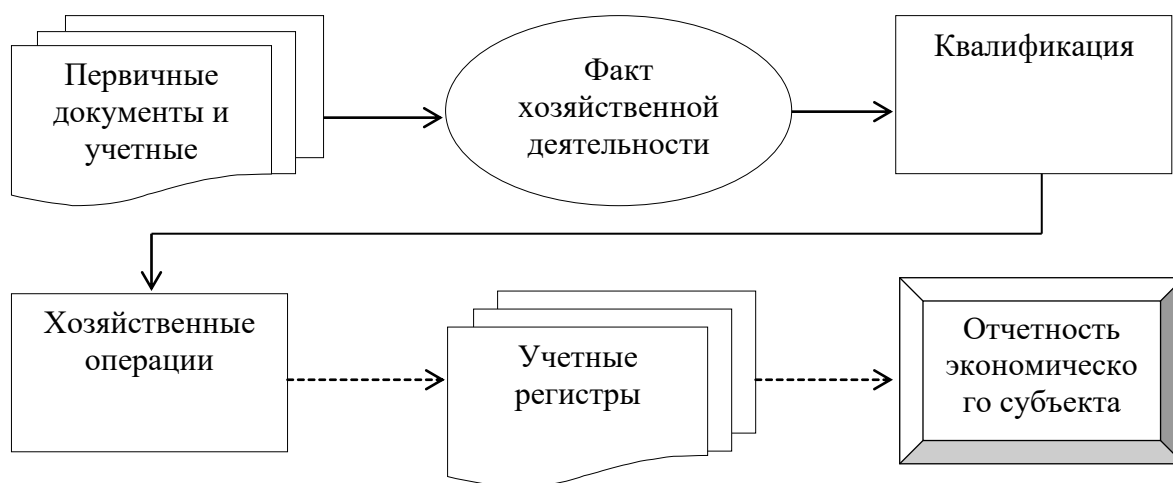 Первичные
документы и
учетные
Факт
хозяйственной
деятельности
Квалификация
Хозяйственные
операции
Учетные
регистры
Отчетность
экономическо
го субъекта